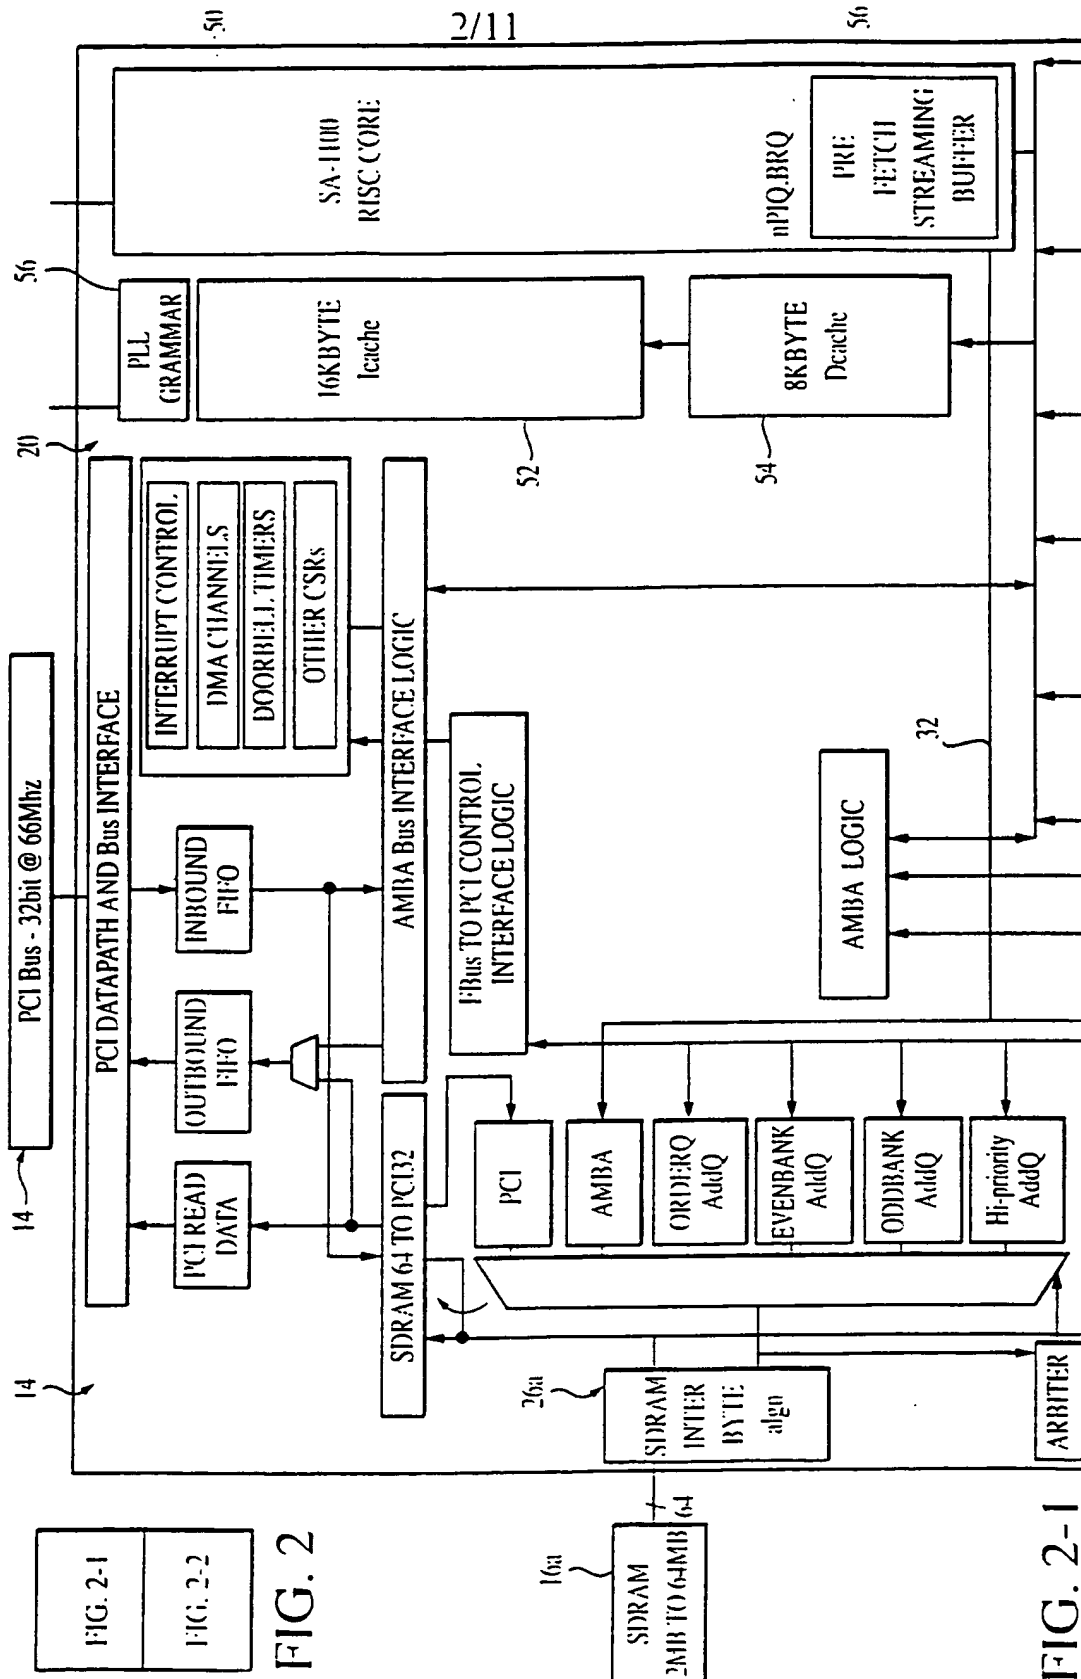 2/11
PCI Bus - 32bit @ 66Mhz
14
14
20
56
50
56
PCI DATAPATH AND Bus INTERFACE
PCI READ
DATA
OUTBOUND
FIFO
INBOUND
FIFO
INTERRUPT CONTROL
DMA CHANNELS
DOORBELL TIMERS
OTHER CSRs
PLL
GRAMMAR
16KBYTE
Icache
52
8KBYTE
Dcache
54
SA-1100
RISC CORE
nPIQ.BRQ
PRE
FETCH
STREAMING
BUFFER
SDRAM 64 TO PCI32
AMBA Bus INTERFACE LOGIC
FBus TO PCI CONTROL
INTERFACE LOGIC
PCI
AMBA
ORDERQ
AddQ
EVENBANK
AddQ
ODDBANK
AddQ
Hi-priority
AddQ
AMBA LOGIC
32
26a
SDRAM
INTER
BYTE
algn
ARBITER
64
16a
SDRAM
2MB TO 64MB
FIG. 2-1
FIG. 2-2
FIG. 2
FIG. 2-1